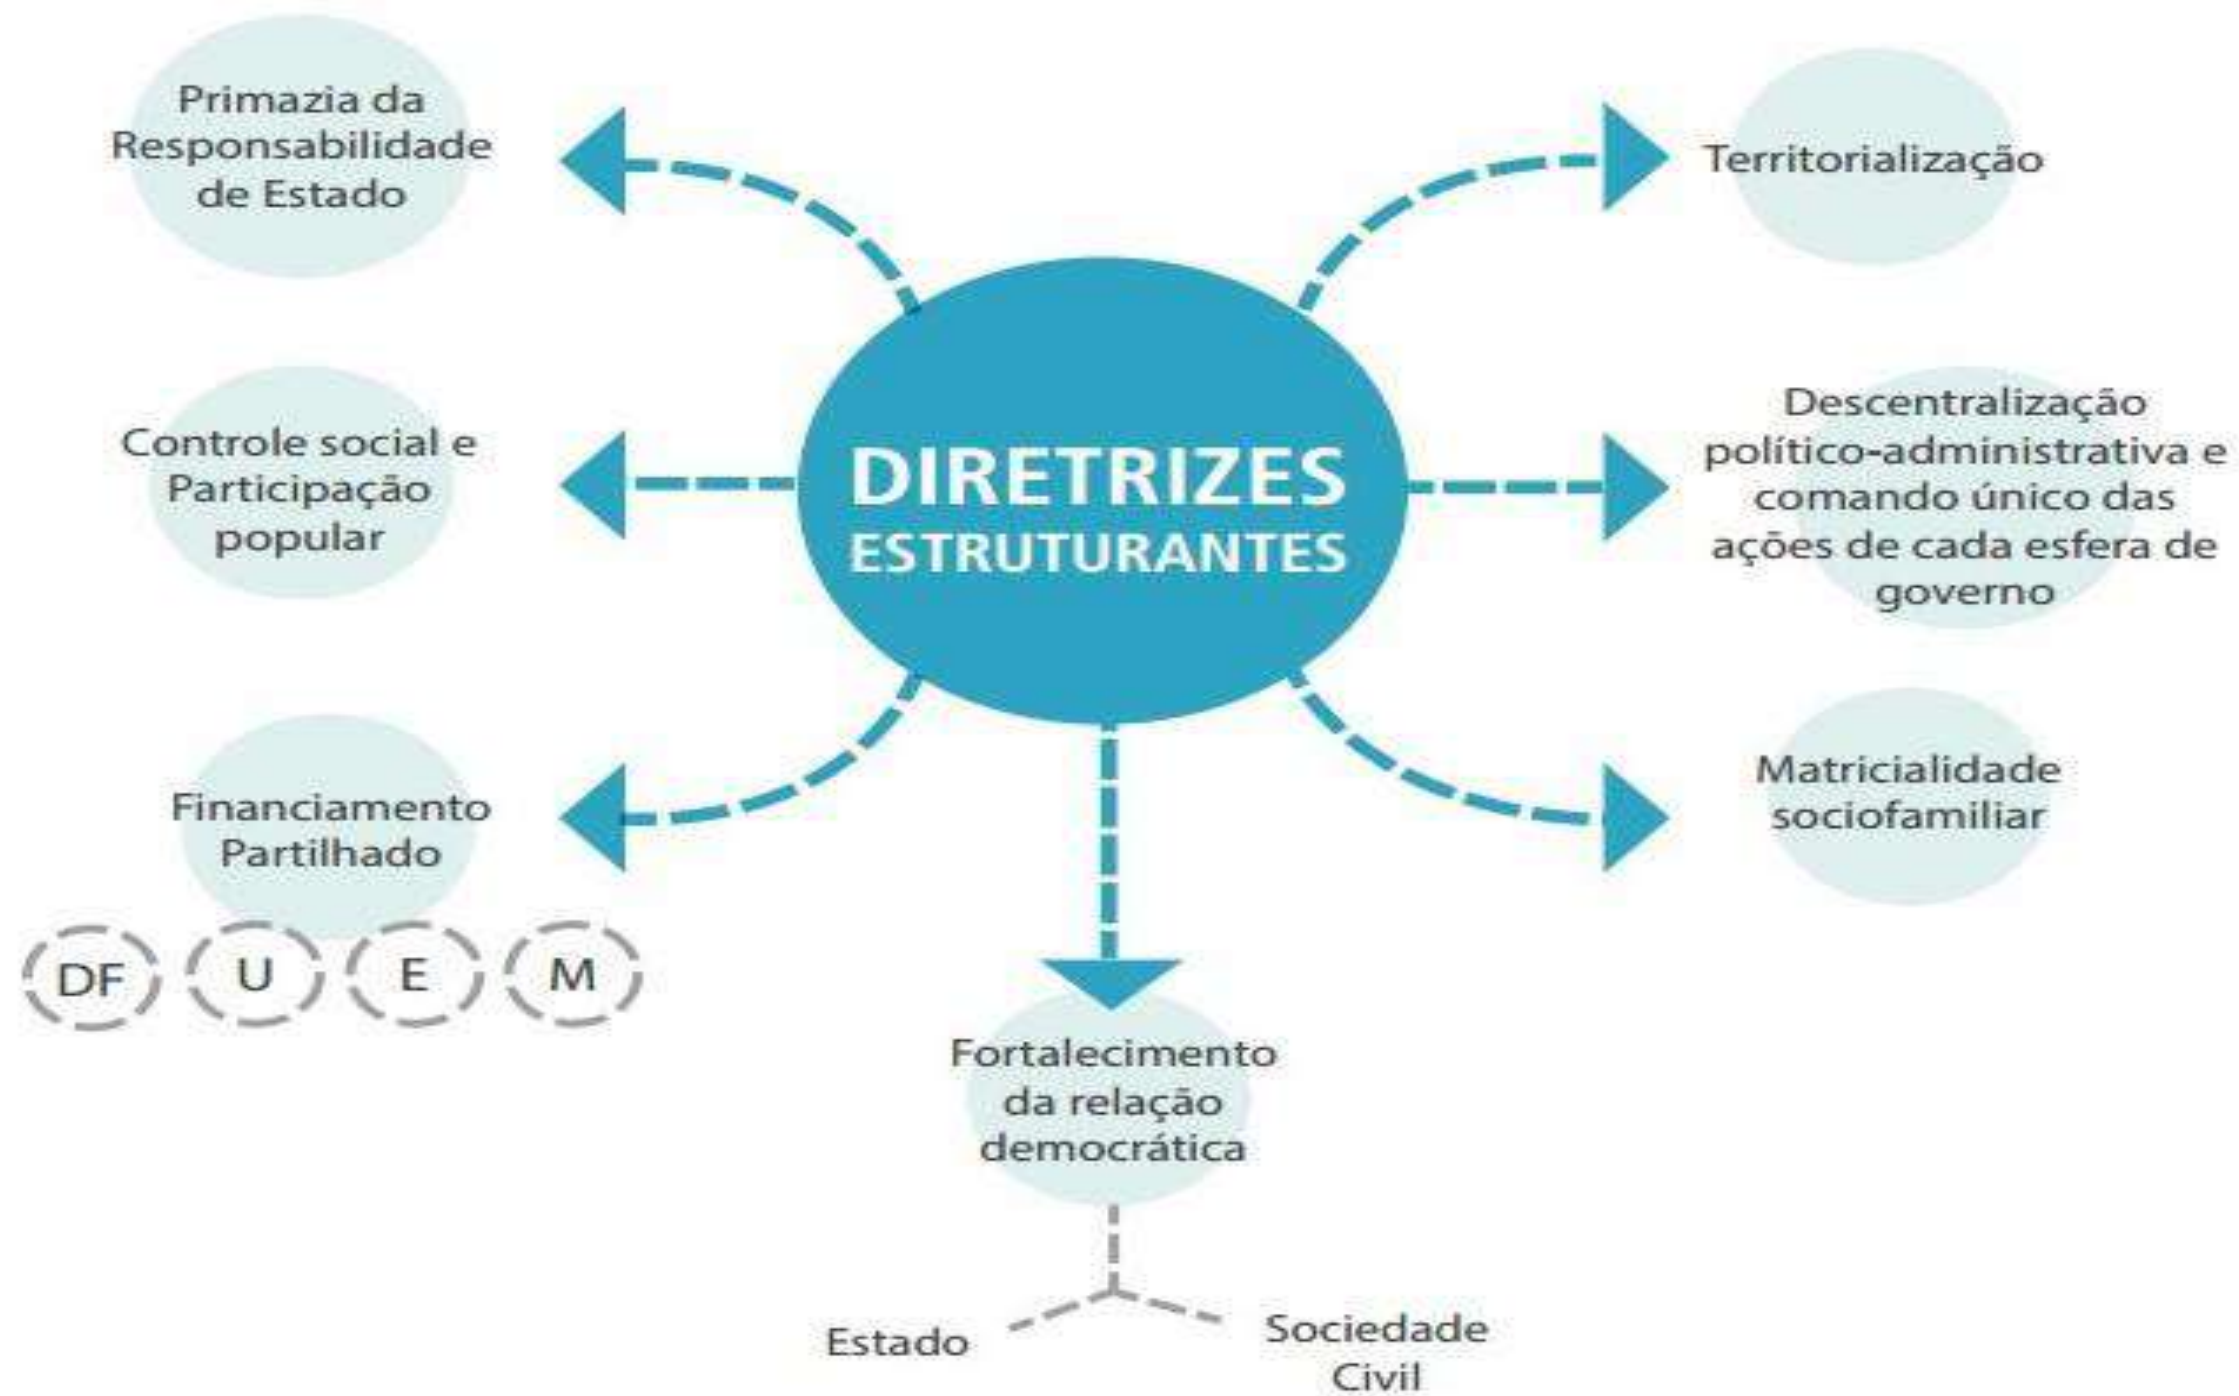 Primazia da
Responsabilidade
de Estado
Territorialização
Controle social e
Participação
popular
DIRETRIZES
ESTRUTURANTES
Descentralização
político-administrativa e
comando único das
ações de cada esfera de
governo
Financiamento
Partilhado
DF U E M
Matricialidade
sociofamiliar
Fortalecimento
da relação
democrática
Estado
Sociedade
Civil